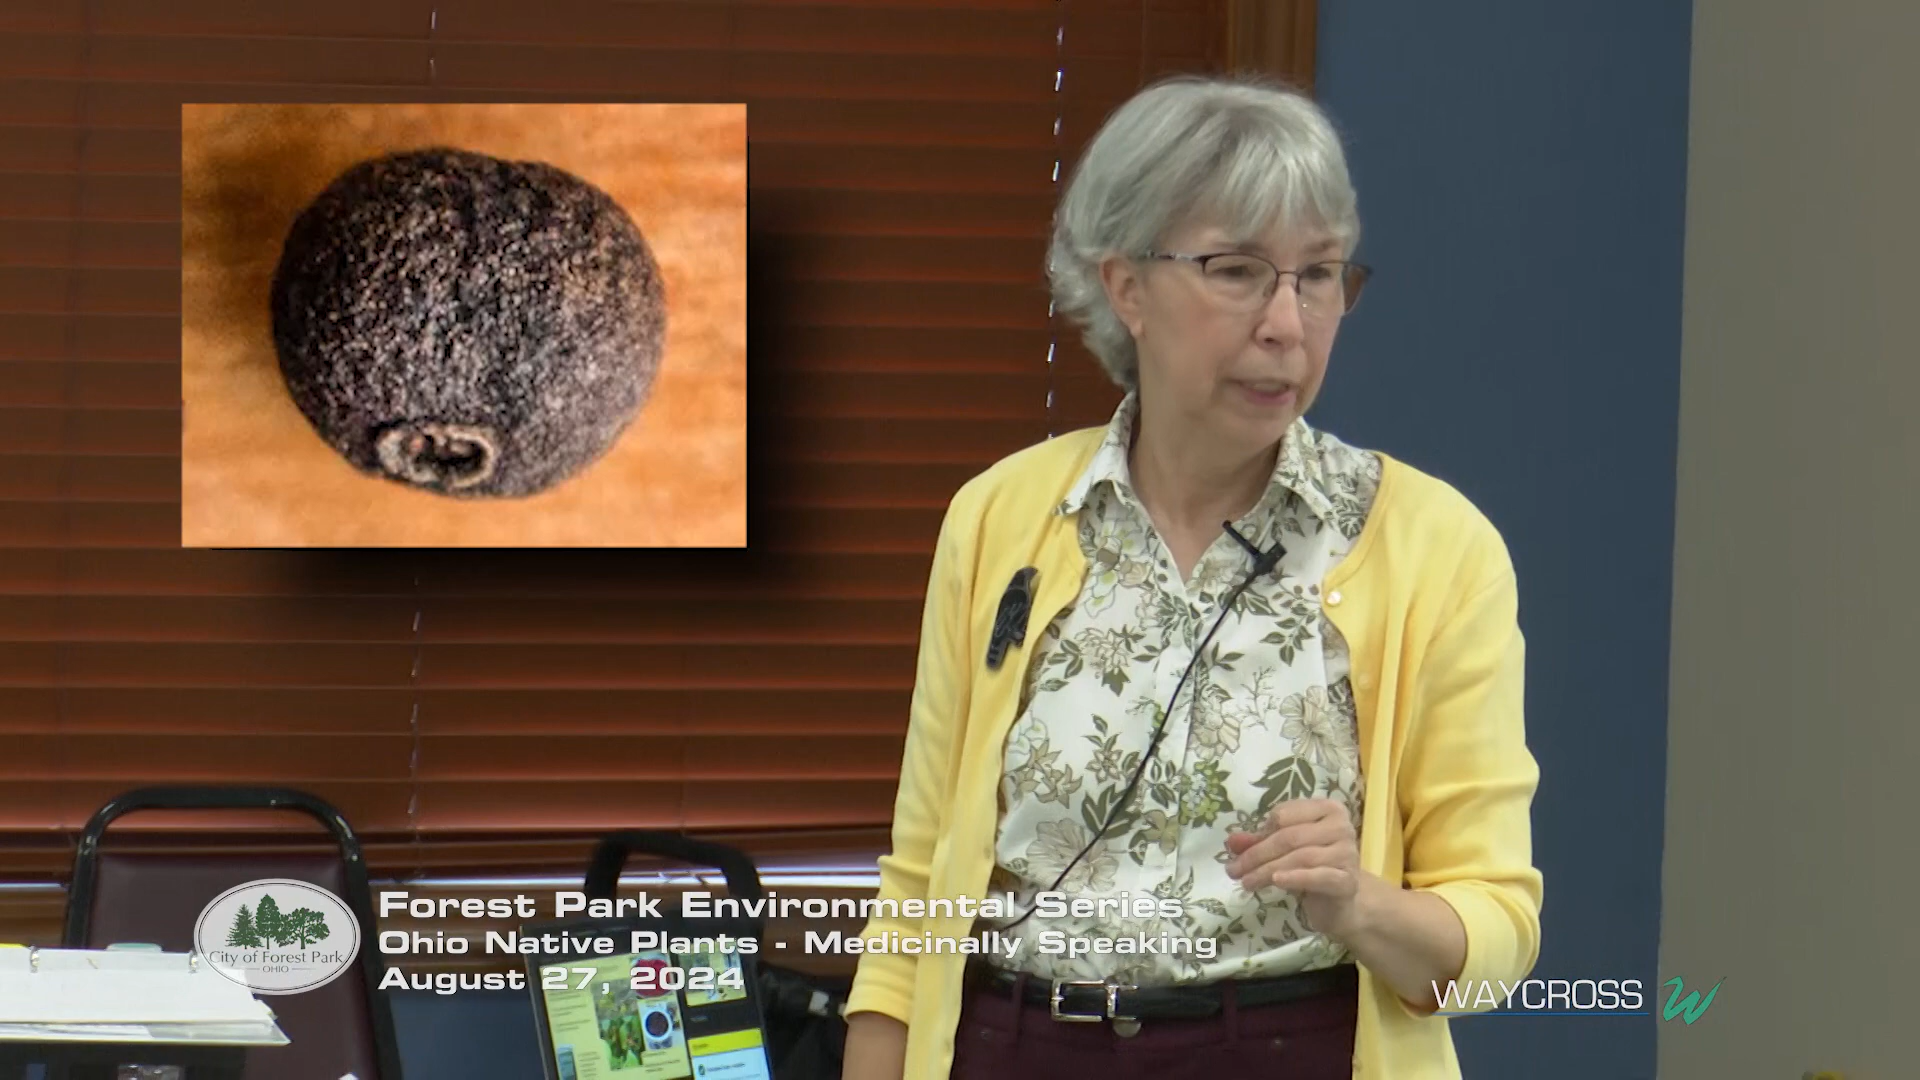 Forest Park Environmental Series
Ohio Native Plants - Medicinally Speaking
August 27, 2024
City of Forest Park
OHIO
WAYCROSS